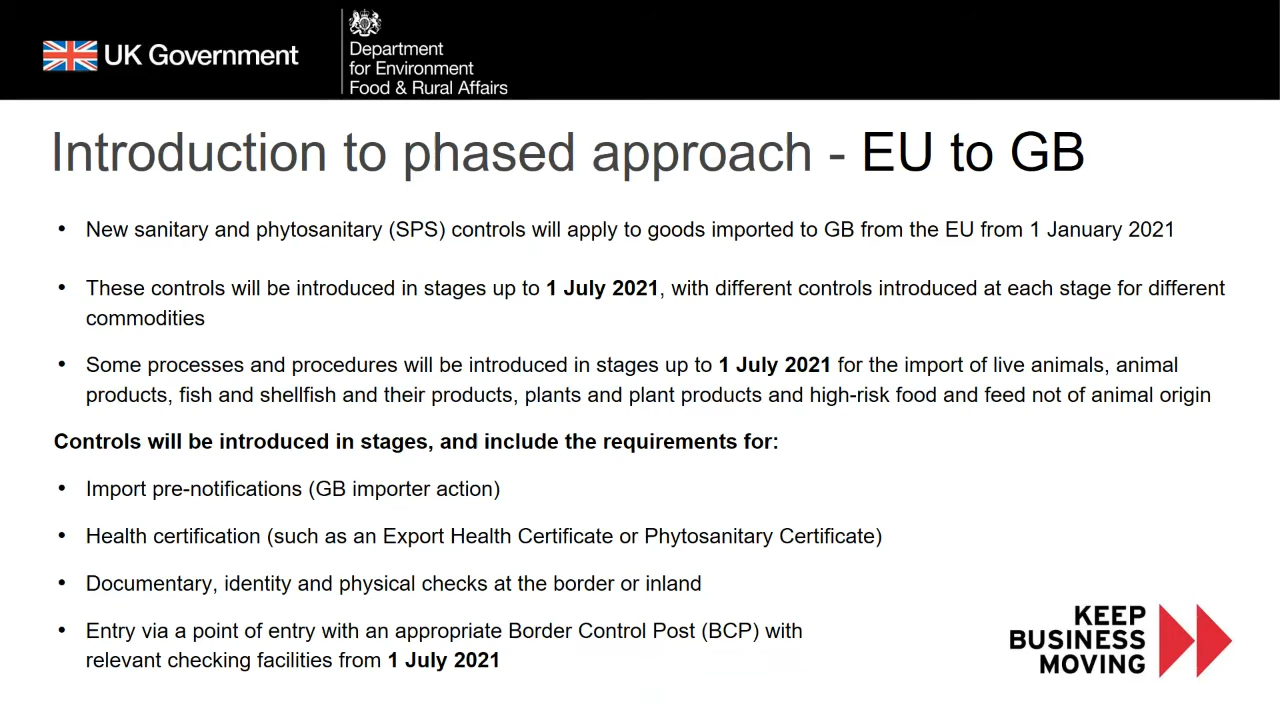 UK Government
Department
for Environment
Food & Rural Affairs
Introduction to phased approach - EU to GB
• New sanitary and phytosanitary (SPS) controls will apply to goods imported to GB from the EU from 1 January 2021
• These controls will be introduced in stages up to 1 July 2021, with different controls introduced at each stage for different
commodities
• Some processes and procedures will be introduced in stages up to 1 July 2021 for the import of live animals, animal
products, fish and shellfish and their products, plants and plant products and high-risk food and feed not of animal origin
Controls will be introduced in stages, and include the requirements for:
• Import pre-notifications (GB importer action)
• Health certification (such as an Export Health Certificate or Phytosanitary Certificate)
• Documentary, identity and physical checks at the border or inland
• Entry via a point of entry with an appropriate Border Control Post (BCP) with
relevant checking facilities from 1 July 2021
KEEP
BUSINESS
MOVING